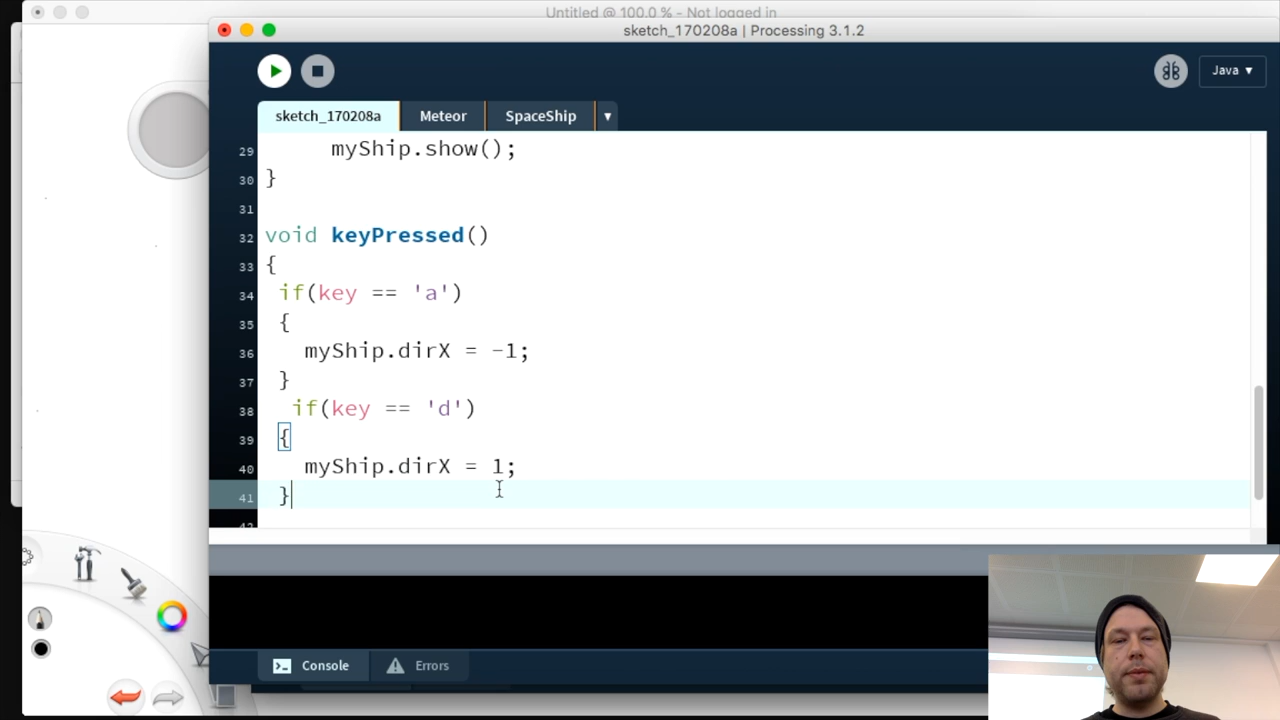 Untitled @ 100.0 % - Not logged in
sketch_170208a | Processing 3.1.2
Java ▾
sketch_170208a Meteor SpaceShip ▾
29 myShip.show();
30 }
31
32 void keyPressed()
33 {
34 if(key == 'a')
35 {
36 myShip.dirX = -1;
37 }
38 if(key == 'd')
39 {
40 myShip.dirX = 1;
41 }
Console Errors